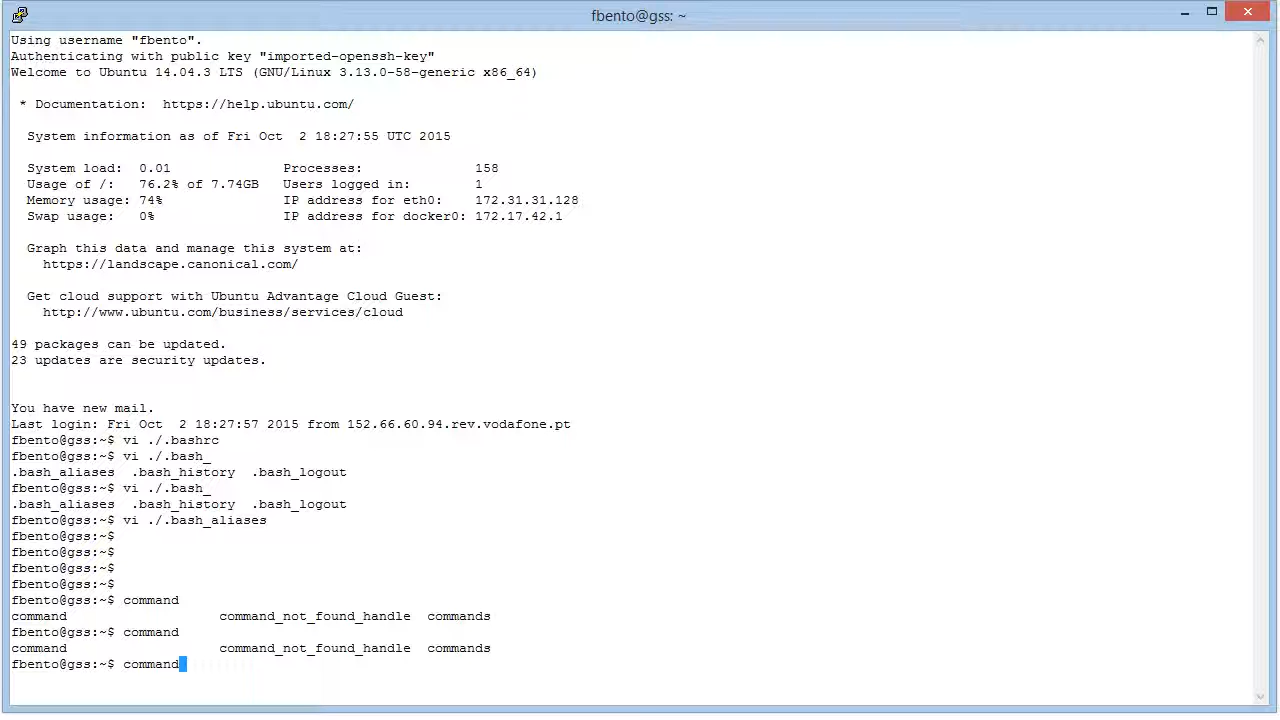 fbento@gss: ~
Using username "fbento".
Authenticating with public key "imported-openssh-key"
Welcome to Ubuntu 14.04.3 LTS (GNU/Linux 3.13.0-58-generic x86_64)
* Documentation:  https://help.ubuntu.com/
System information as of Fri Oct  2 18:27:55 UTC 2015
System load:  0.01              Processes:              158
Usage of /:   76.2% of 7.74GB   Users logged in:        1
Memory usage: 74%               IP address for eth0:    172.31.31.128
Swap usage:   0%                IP address for docker0: 172.17.42.1
Graph this data and manage this system at:
https://landscape.canonical.com/
Get cloud support with Ubuntu Advantage Cloud Guest:
http://www.ubuntu.com/business/services/cloud
49 packages can be updated.
23 updates are security updates.
You have new mail.
Last login: Fri Oct  2 18:27:57 2015 from 152.66.60.94.rev.vodafone.pt
fbento@gss:~$ vi ./.bashrc
fbento@gss:~$ vi ./.bash_
.bash_aliases  .bash_history  .bash_logout
fbento@gss:~$ vi ./.bash_
.bash_aliases  .bash_history  .bash_logout
fbento@gss:~$ vi ./.bash_aliases
fbento@gss:~$
fbento@gss:~$
fbento@gss:~$
fbento@gss:~$
fbento@gss:~$ command
command                   command_not_found_handle  commands
fbento@gss:~$ command
command                   command_not_found_handle  commands
fbento@gss:~$ command